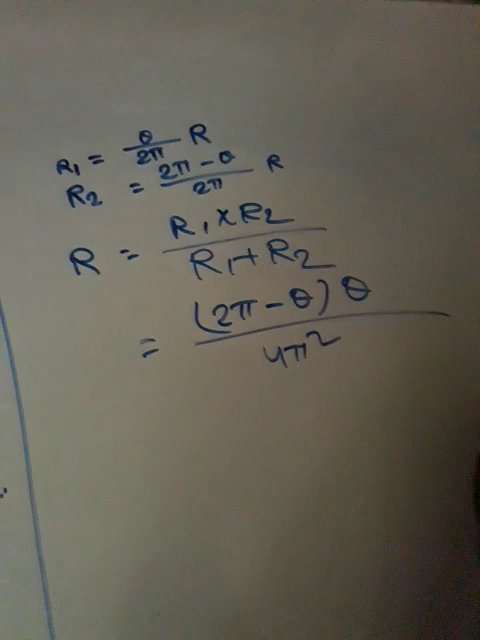 R₁ = θ/2π R
R₂ = 2π - θ/2π R
R = R₁ × R₂/R₁ + R₂
= (2π - θ) θ/4π²